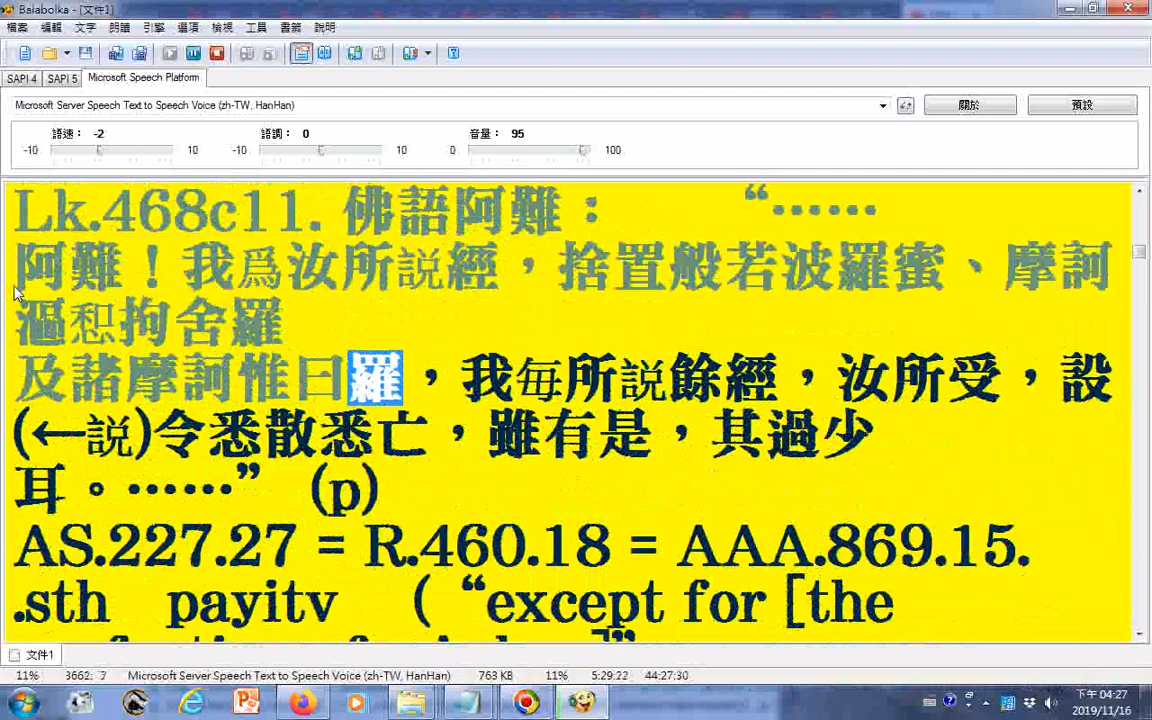 Balabolka - [文件1]
檔案 編輯 文字 朗讀 引擎 選項 檢視 工具 書籤 說明
SAPI 4 SAPI 5 Microsoft Speech Platform
Microsoft Server Speech Text to Speech Voice (zh-TW, HanHan) 關於 預設
語速： -2 語調： 0 音量： 95
-10 10 -10 10 0 100
Lk.468c11. 佛語阿難： “……
阿難！我爲汝所説經，捨置般若波羅蜜、摩訶
漚惒拘舍羅
及諸摩訶惟曰羅，我毎所説餘經，汝所受，設
(←説)令悉散悉亡，雖有是，其過少
耳。……” (p)
AS.227.27 = R.460.18 = AAA.869.15.
.sth payitv ( “except for [the
文件1
11% 3662: 7 Microsoft Server Speech Text to Speech Voice (zh-TW, HanHan) 763 KB 11% 5:29:22 44:27:30
下午 04:27
2019/11/16